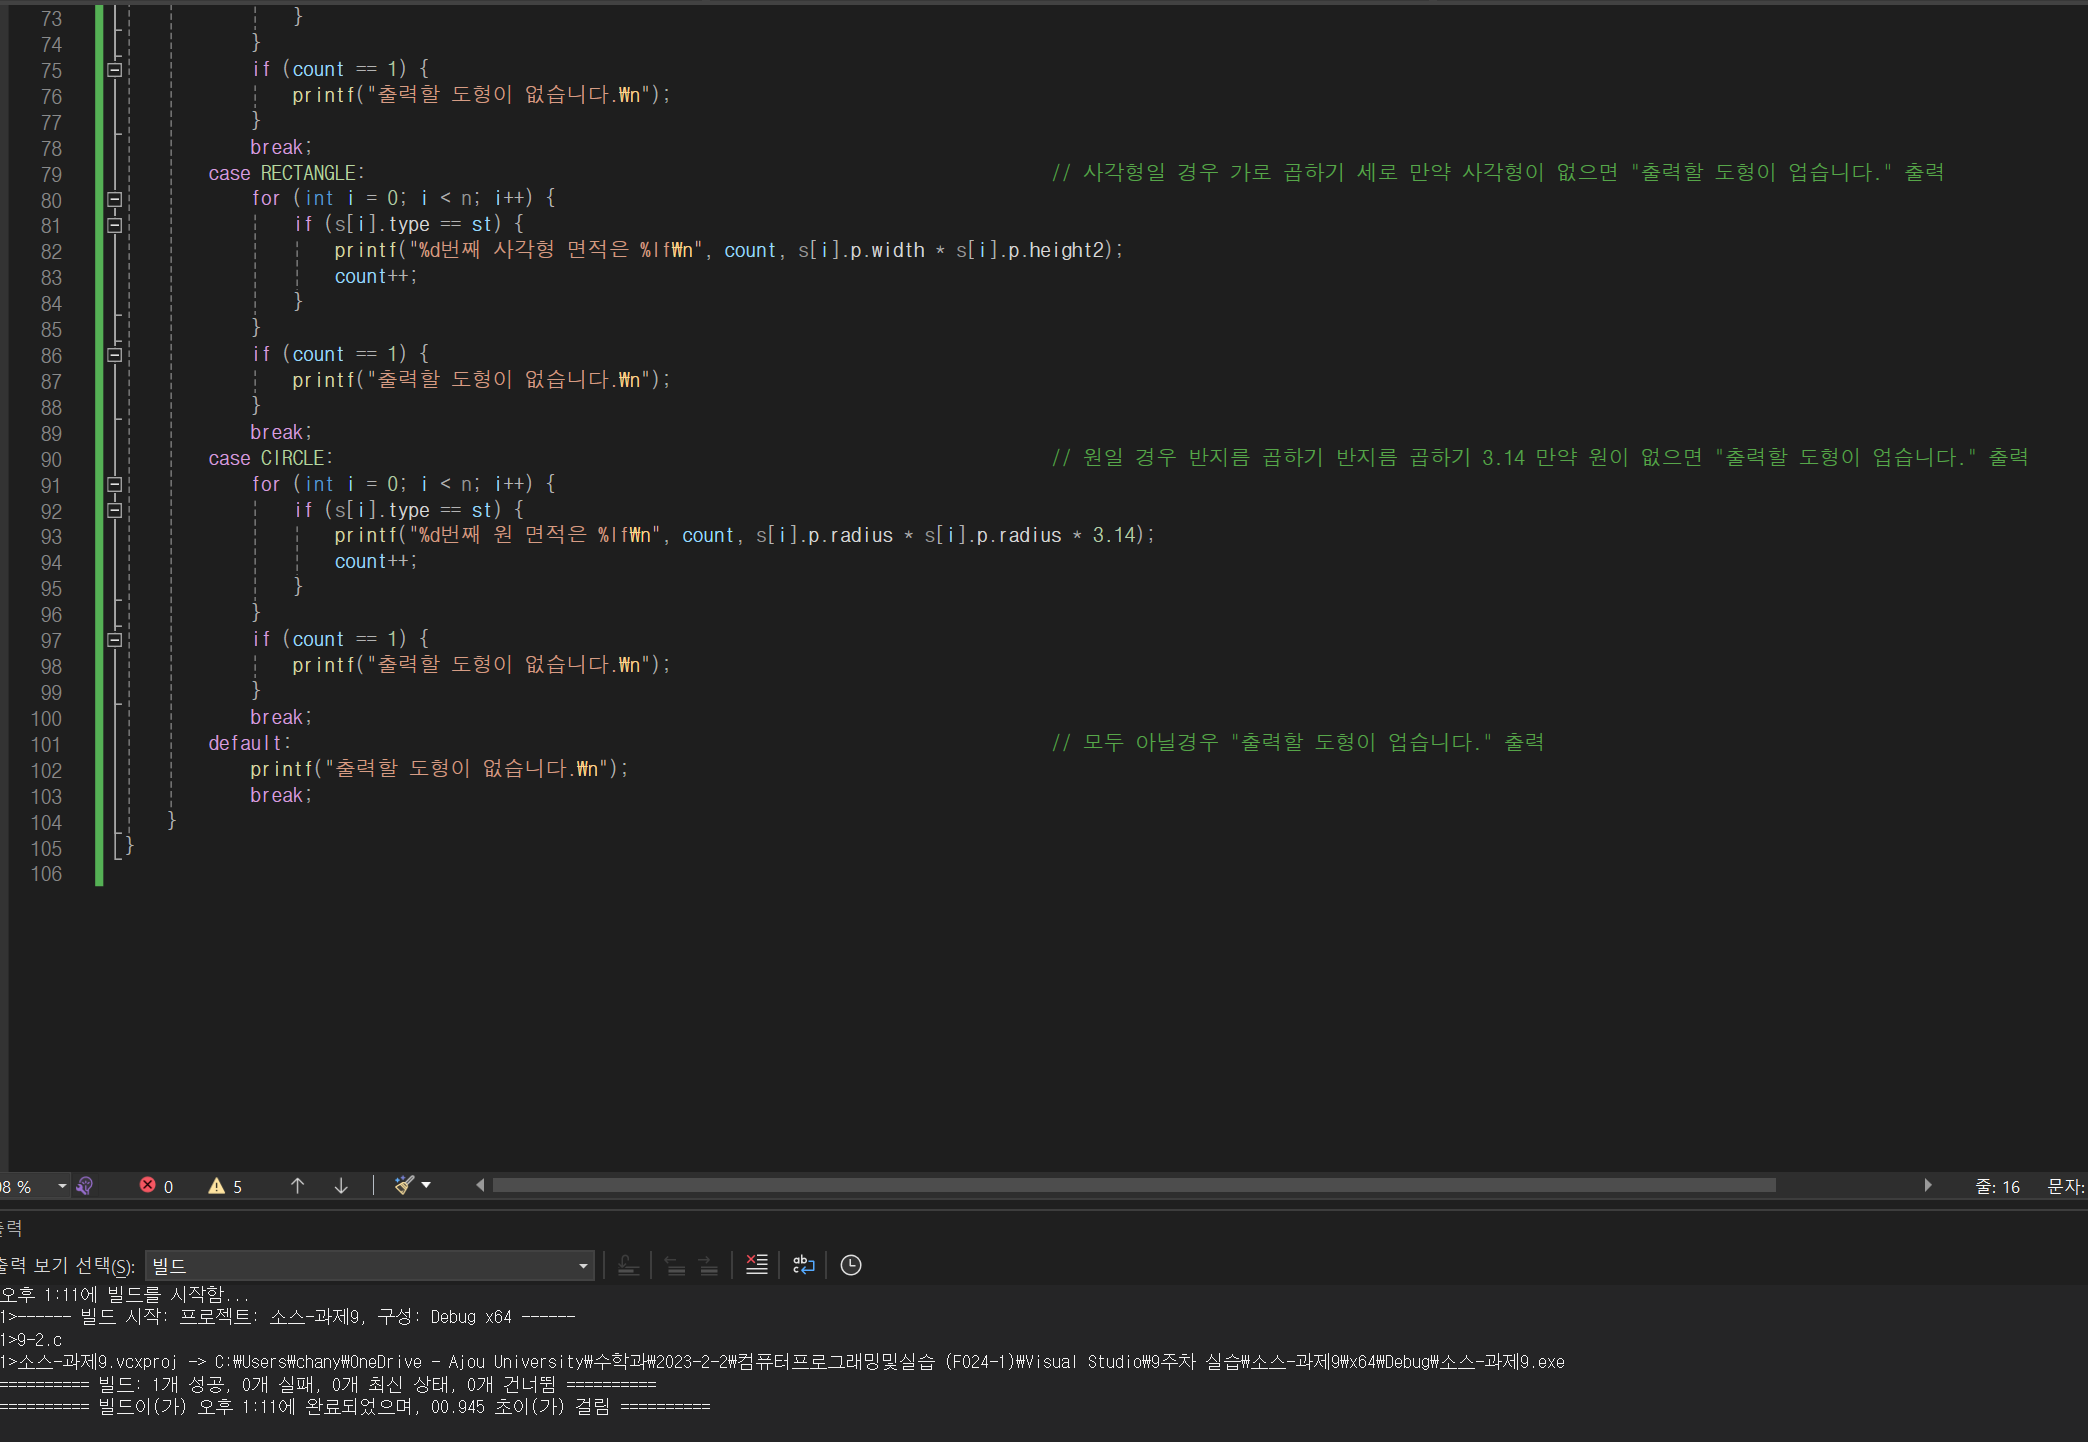 73 }
74 }
75 if (count == 1) {
76 printf("출력할 도형이 없습니다.₩n");
77 }
78 break;
79 case RECTANGLE: // 사각형일 경우 가로 곱하기 세로 만약 사각형이 없으면 "출력할 도형이 업습니다." 출력
80 for (int i = 0; i < n; i++) {
81 if (s[i].type == st) {
82 printf("%d번째 사각형 면적은 %lf₩n", count, s[i].p.width * s[i].p.height2);
83 count++;
84 }
85 }
86 if (count == 1) {
87 printf("출력할 도형이 없습니다.₩n");
88 }
89 break;
90 case CIRCLE: // 원일 경우 반지름 곱하기 반지름 곱하기 3.14 만약 원이 없으면 "출력할 도형이 업습니다." 출력
91 for (int i = 0; i < n; i++) {
92 if (s[i].type == st) {
93 printf("%d번째 원 면적은 %lf₩n", count, s[i].p.radius * s[i].p.radius * 3.14);
94 count++;
95 }
96 }
97 if (count == 1) {
98 printf("출력할 도형이 없습니다.₩n");
99 }
100 break;
101 default: // 모두 아닐경우 "출력할 도형이 업습니다." 출력
102 printf("출력할 도형이 없습니다.₩n");
103 break;
104 }
105 }
106
8 % 0 5 줄: 16 문자:
력
력 보기 선택(S): 빌드
오후 1:11에 빌드를 시작함...
1>------ 빌드 시작: 프로젝트: 소스-과제9, 구성: Debug x64 ------
1>9-2.c
1>소스-과제9.vcxproj -> C:₩Users₩chany₩OneDrive - Ajou University₩수학과₩2023-2-2₩컴퓨터프로그래밍및실습 (F024-1)₩Visual Studio₩9주차 실습₩소스-과제9₩x64₩Debug₩소스-과제9.exe
========== 빌드: 1개 성공, 0개 실패, 0개 최신 상태, 0개 건너뜀 ==========
========== 빌드이(가) 오후 1:11에 완료되었으며, 00.945 초이(가) 걸림 ==========